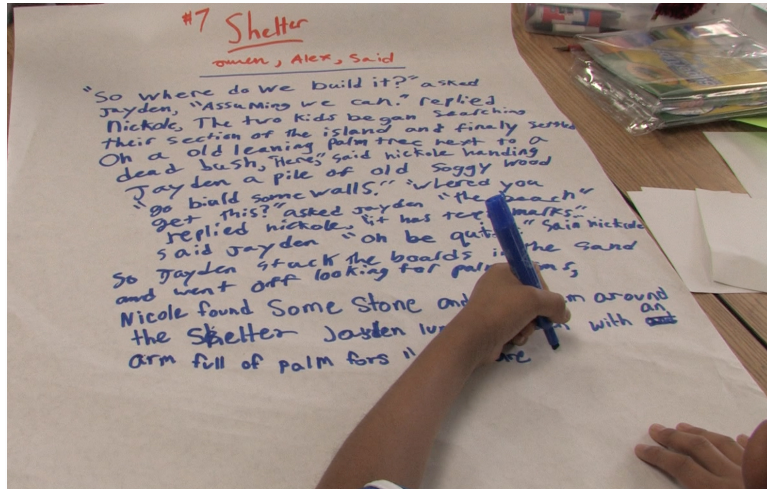 #7 Shelter
owen, Alex, Said
"So where do we build it?" asked
Jayden, "Assuming we can." replied
Nickole, The two kids began searching
their section of the island and finaly settled
On a old leaning palm tree next to a
dead bush, "Here," said nickole handing
Jayden a pile of old soggy wood
"go biuld some walls." "whered you
get this?" asked Jayden "the beach"
replied nickole, "it has marks"
said Jayden "oh be " said nickole
So Jayden stuck the boards in the sand
and went off looking for palm
Nicole found some stone and around
the Shelter Jayden with an
arm full of palm fors "